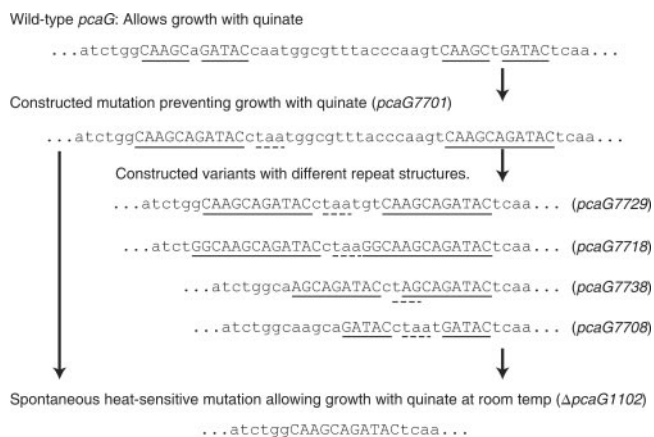 Wild-type pcaG: Allows growth with quinate
...atctggCAAGCaGATACcaatggcgtttacccaagtCAAGCtGATACtcaa...
Constructed mutation preventing growth with quinate (pcaG7701)
...atctggCAAGCAGATACctaatggcgtttacccaagtCAAGCAGATACtcaa...
Constructed variants with different repeat structures.
...atctggCAAGCAGATACctaatgtCAAGCAGATACtcaa... (pcaG7729)
...atctGGCAAGCAGATACctaaGGCAAGCAGATACtcaa... (pcaG7718)
...atctggcaAGCAGATACctAGCAGATACtcaa... (pcaG7738)
...atctggcaagcaGATACctaatGATACtcaa... (pcaG7708)
Spontaneous heat-sensitive mutation allowing growth with quinate at room temp (ΔpcaG1102)
...atctggCAAGCAGATACtcaa...